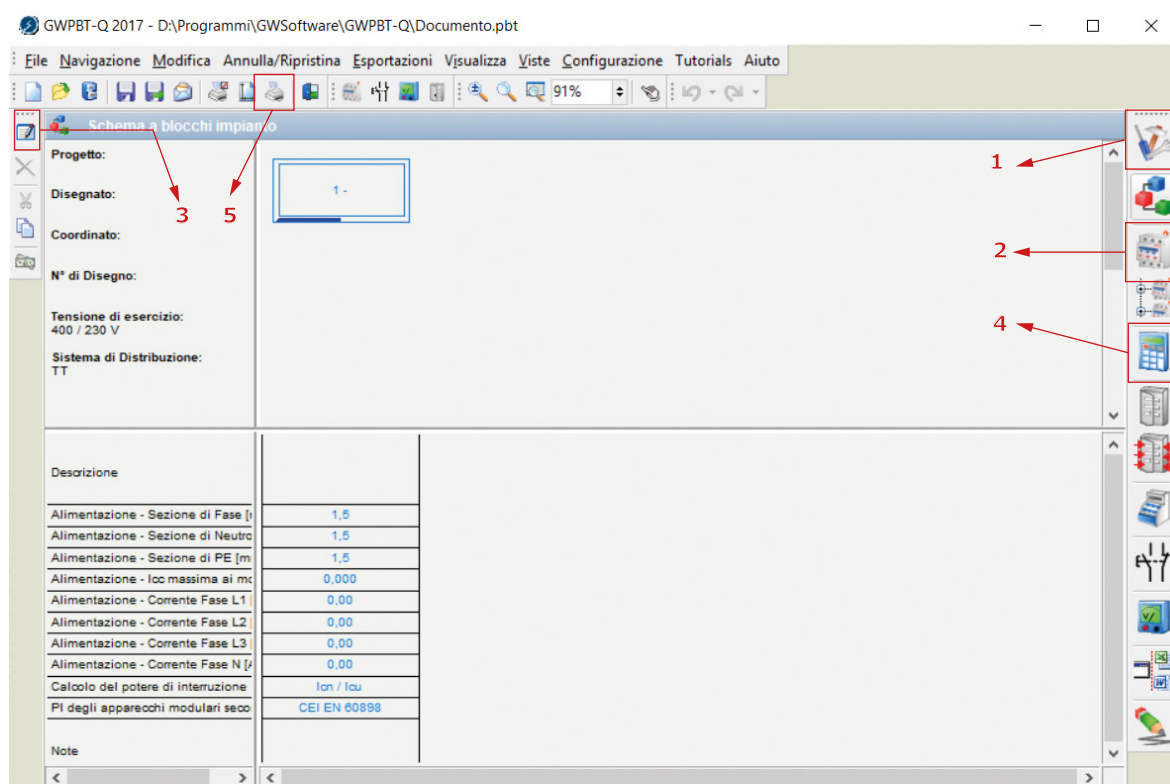 GWPBT-Q 2017 - D:\Programmi\GWSoftware\GWPBT-Q\Documento.pbt
File Navigazione Modifica Annulla/Ripristina Esportazioni Visualizza Viste Configurazione Tutorials Aiuto
91%
Schema a blocchi impianto
Progetto:
Disegnato:
Coordinato:
N° di Disegno:
Tensione di esercizio:
400 / 230 V
Sistema di Distribuzione:
TT
1 -
1
2
3
5
4
Descrizione
Alimentazione - Sezione di Fase [ 1,5
Alimentazione - Sezione di Neutro 1,5
Alimentazione - Sezione di PE [m 1,5
Alimentazione - Icc massima ai mo 0,000
Alimentazione - Corrente Fase L1 [ 0,00
Alimentazione - Corrente Fase L2 [ 0,00
Alimentazione - Corrente Fase L3 [ 0,00
Alimentazione - Corrente Fase N [A 0,00
Calcolo del potere di interruzione Icn / Icu
PI degli apparecchi modulari seco CEI EN 60898
Note